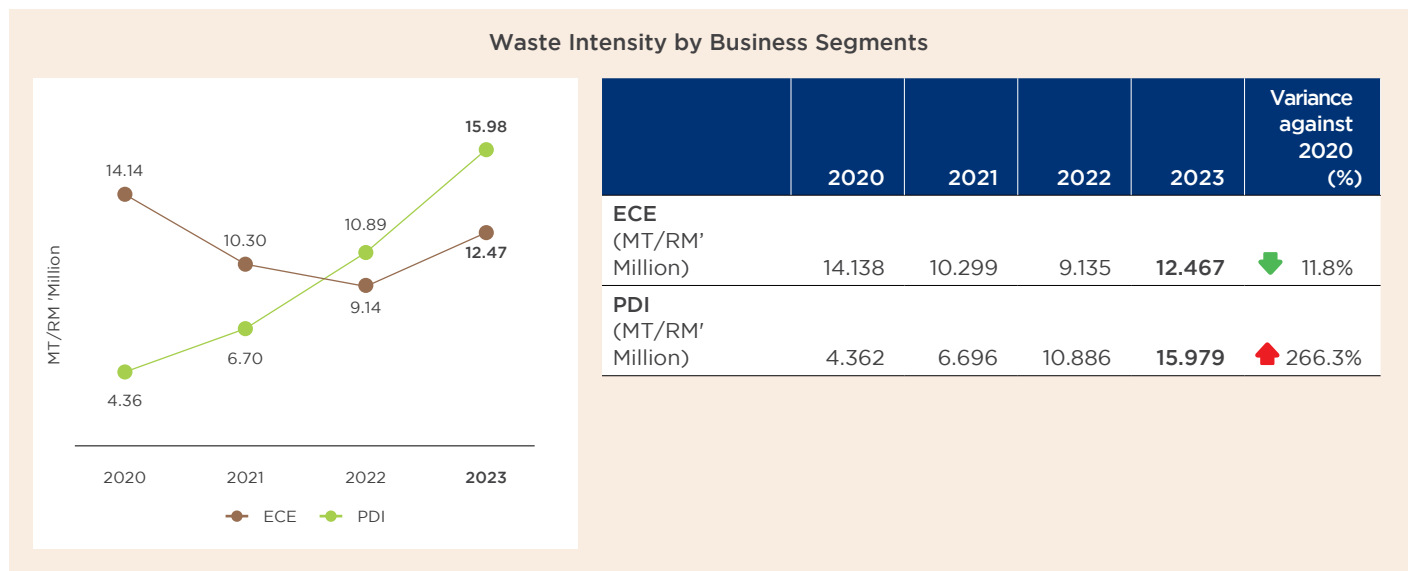 Waste Intensity by Business Segments
MT/RM 'Million
14.14
10.30
9.14
12.47
4.36
6.70
10.89
15.98
2020 2021 2022 2023
ECE PDI
2020 2021 2022 2023 Variance
against
2020
(%)
ECE
(MT/RM’
Million) 14.138 10.299 9.135 12.467 11.8%
PDI
(MT/RM'
Million) 4.362 6.696 10.886 15.979 266.3%